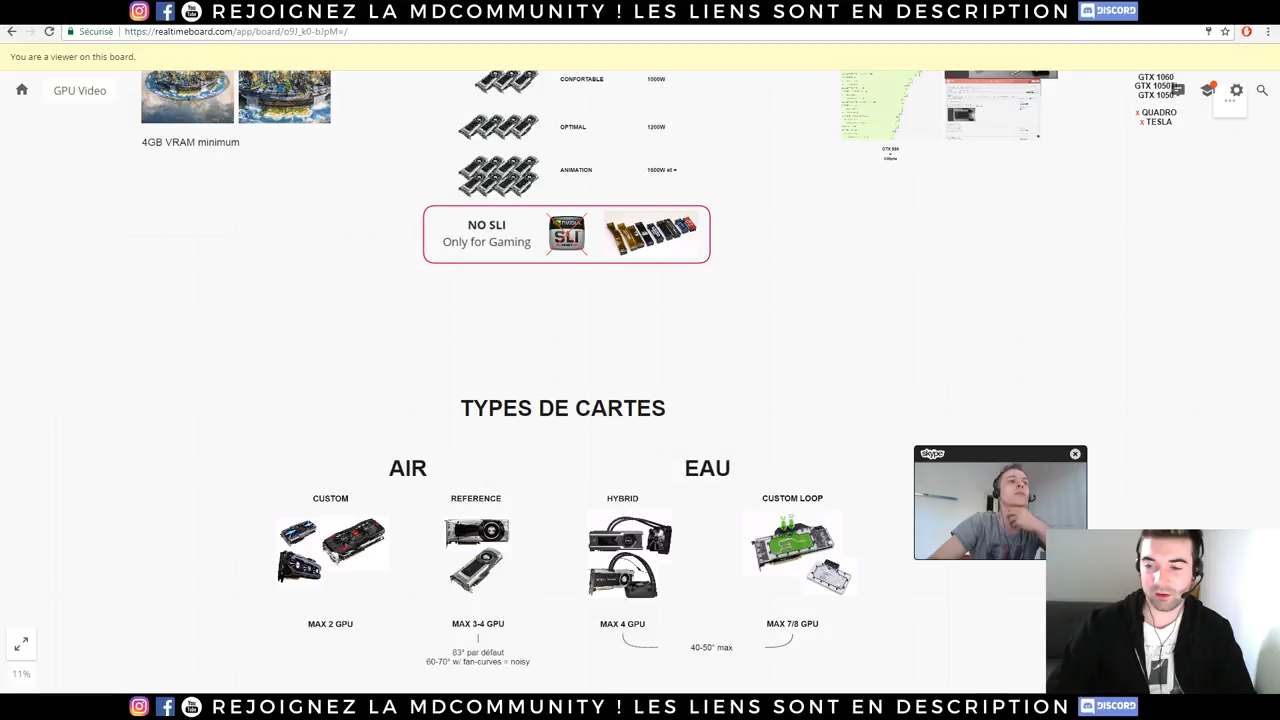 REJOIGNEZ LA MDCOMMUNITY ! LES LIENS SONT EN DESCRIPTION DISCORD
Sécurisé https://realtimeboard.com/app/board/o9J_k0-bJpM=/
You are a viewer on this board.
GPU Video
CONFORTABLE 1000W
GTX 1060
GTX 1050
GTX 1050
x QUADRO
x TESLA
OPTIMAL 1200W
4GB VRAM minimum
ANIMATION 1600W et +
NO SLI
Only for Gaming
NVIDIA
SLI
TYPES DE CARTES
AIR EAU
skype
CUSTOM REFERENCE HYBRID CUSTOM LOOP
MAX 2 GPU MAX 3-4 GPU MAX 4 GPU MAX 7/8 GPU
83° par défaut
60-70° w/ fan-curves = noisy
40-50° max
11%
REJOIGNEZ LA MDCOMMUNITY ! LES LIENS SONT EN DESCRIPTION DISCORD